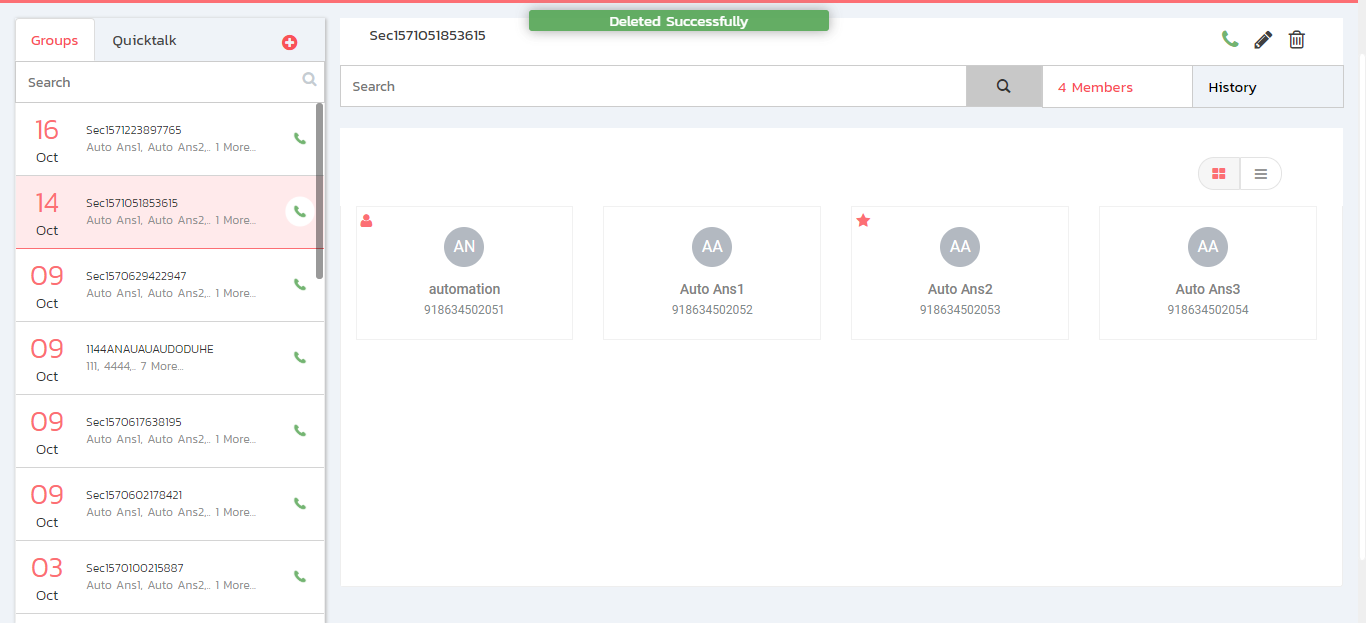 Deleted Successfully
Groups
Quicktalk
Search
16
Oct
Sec1571223897765
Auto Ans1, Auto Ans2,.. 1 More...
14
Oct
Sec1571051853615
Auto Ans1, Auto Ans2,.. 1 More...
09
Oct
Sec1570629422947
Auto Ans1, Auto Ans2,.. 1 More...
09
Oct
1144ANAUAUAUDODUHE
111, 4444,.. 7 More...
09
Oct
Sec1570617638195
Auto Ans1, Auto Ans2,.. 1 More...
09
Oct
Sec1570602178421
Auto Ans1, Auto Ans2,.. 1 More...
03
Oct
Sec1570100215887
Auto Ans1, Auto Ans2,.. 1 More...
Sec1571051853615
Search
4 Members
History
AN
automation
918634502051
AA
Auto Ans1
918634502052
AA
Auto Ans2
918634502053
AA
Auto Ans3
918634502054